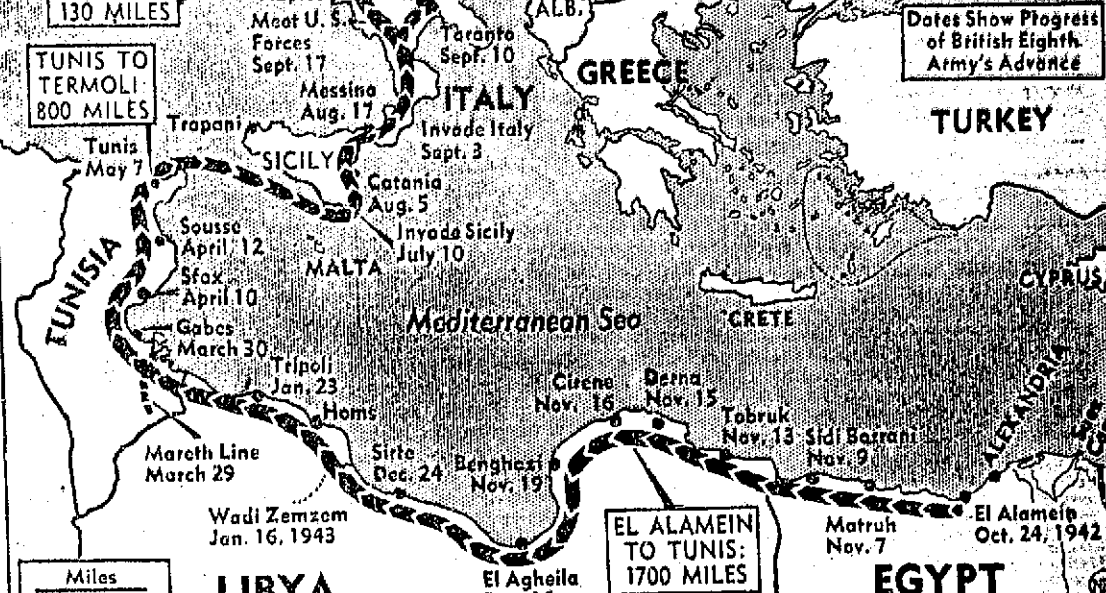 130 MILES
TUNIS TO
TERMOLI:
800 MILES
Meet U. S.
Forces
Sept. 17
Taranto
Sept. 10
ALB.
GREECE
Dates Show Progress
of British Eighth
Army's Advance
TURKEY
Messina
Aug. 17
ITALY
Invade Italy
Sept. 3
Trapani
SICILY
Tunis
May 7
Catania
Aug. 5
Invade Sicily
July 10
MALTA
Sousse
April 12
Sfax
April 10
TUNISIA
Gabes
March 30
Mediterranean Sea
CRETE
CYPRUS
Tripoli
Jan. 23
Homs
Cirene
Nov. 16
Derna
Nov. 15
Tobruk
Nov. 13
Sidi Barrani
Nov. 9
ALEXANDRIA
Mareth Line
March 29
Sirte
Dec. 24
Benghazi
Nov. 19
Wadi Zemzem
Jan. 16, 1943
EL ALAMEIN
TO TUNIS:
1700 MILES
Matruh
Nov. 7
El Alamein
Oct. 24, 1942
Miles
LIBYA
El Agheila
EGYPT